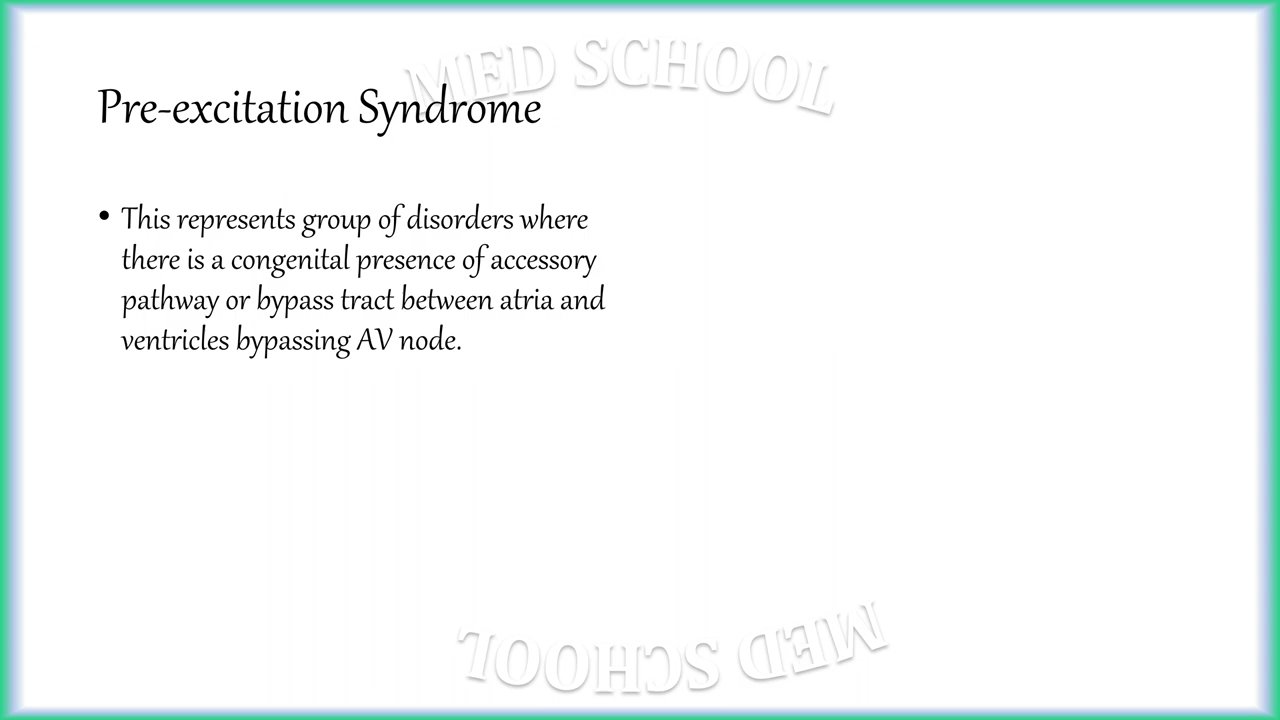 MED SCHOOL
Pre-excitation Syndrome
• This represents group of disorders where
there is a congenital presence of accessory
pathway or bypass tract between atria and
ventricles bypassing AV node.
MED SCHOOL